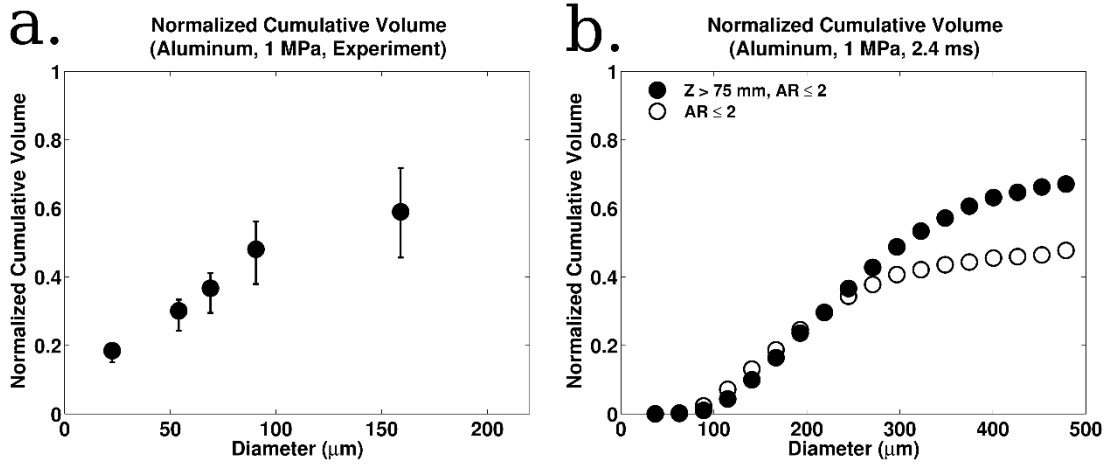 a.
Normalized Cumulative Volume
(Aluminum, 1 MPa, Experiment)
Normalized Cumulative Volume
1
0.8
0.6
0.4
0.2
0
0
50
100
150
200
Diameter (μm)
b.
Normalized Cumulative Volume
(Aluminum, 1 MPa, 2.4 ms)
Z > 75 mm, AR ≤ 2
AR ≤ 2
Normalized Cumulative Volume
1
0.8
0.6
0.4
0.2
0
0
100
200
300
400
500
Diameter (μm)